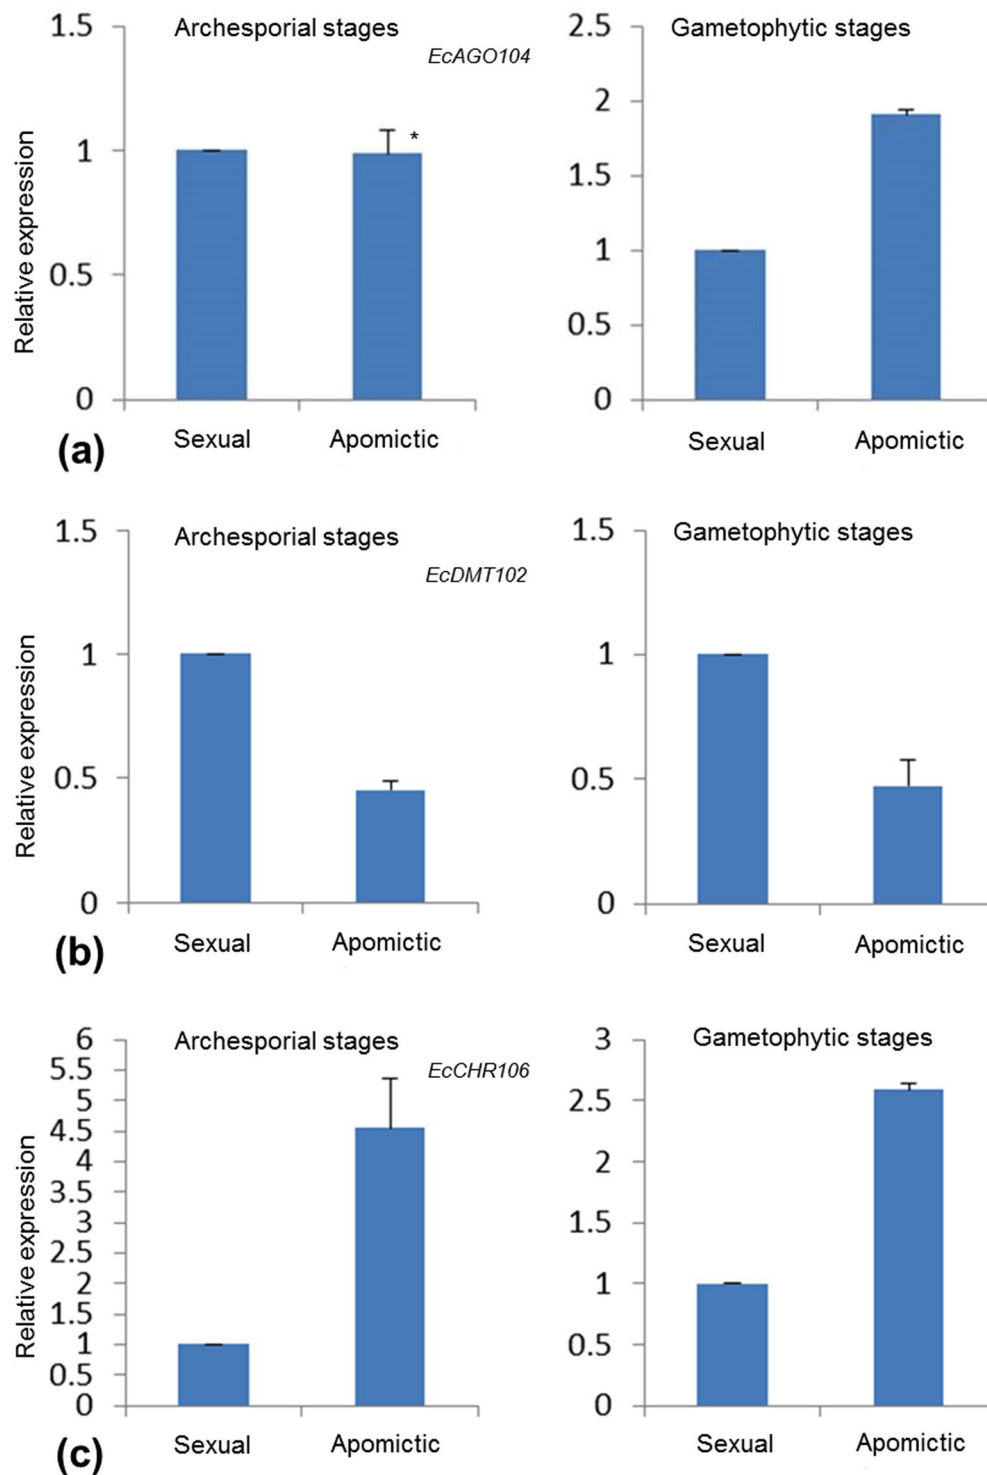 Archesporial stages
EcAGO104
Gametophytic stages
Relative expression
1.5
1
0.5
0
2.5
2
1.5
1
0.5
0
*
Sexual
Apomictic
Sexual
Apomictic
(a)
Archesporial stages
EcDMT102
Gametophytic stages
Relative expression
1.5
1
0.5
0
1.5
1
0.5
0
Sexual
Apomictic
Sexual
Apomictic
(b)
Archesporial stages
EcCHR106
Gametophytic stages
Relative expression
6
5.5
5
4.5
4
3.5
3
2.5
2
1.5
1
0.5
0
3
2.5
2
1.5
1
0.5
0
Sexual
Apomictic
Sexual
Apomictic
(c)